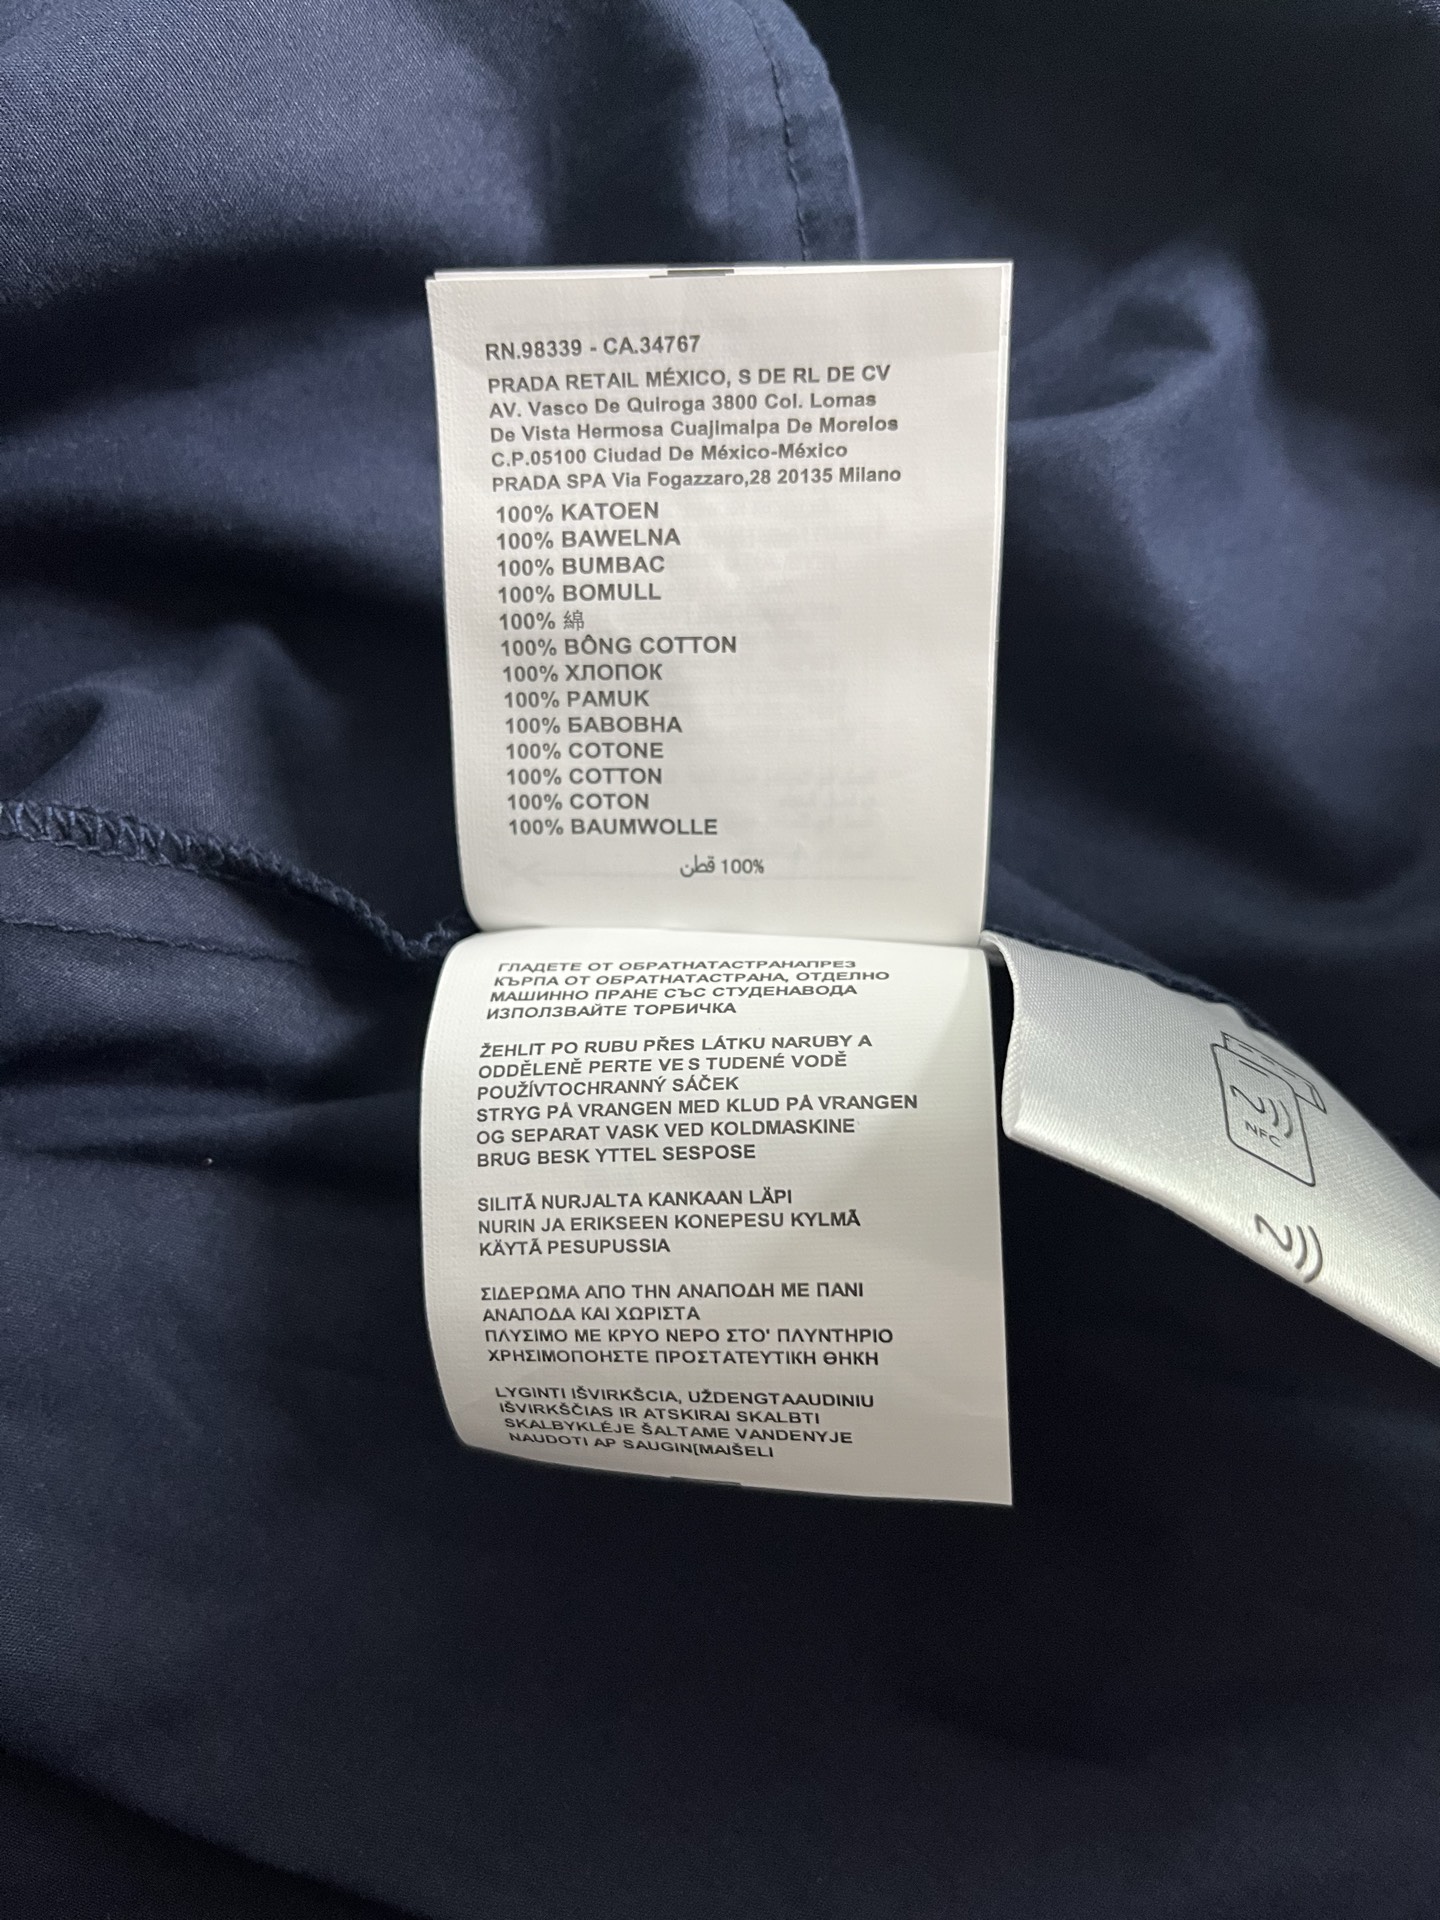 RN.98339 - CA.34767
PRADA RETAIL MÉXICO, S DE RL DE CV
AV. Vasco De Quiroga 3800 Col. Lomas
De Vista Hermosa Cuajimalpa De Morelos
C.P.05100 Ciudad De México-México
PRADA SPA Via Fogazzaro,28 20135 Milano
100% KATOEN
100% BAWELNA
100% BUMBAC
100% BOMULL
100% 綿
100% BÔNG COTTON
100% ХЛОПОК
100% PAMUK
100% БАВОВНА
100% COTONE
100% COTTON
100% COTON
100% BAUMWOLLE
100% قطن
ГЛАДЕТЕ ОТ ОБРАТНАТАСТРАНАПРЕЗ
КЪРПА ОТ ОБРАТНАТАСТРАНА, ОТДЕЛНО
МАШИННО ПРАНЕ СЪС СТУДЕНАВОДА
ИЗПОЛЗВАЙТЕ ТОРБИЧКА
ŽEHLIT PO RUBU PŘES LÁTKU NARUBY A
ODDĚLENĚ PERTE VE S TUDENÉ VODĚ
POUŽÍVTOCHRANNÝ SÁČEK
STRYG PÅ VRANGEN MED KLUD PÅ VRANGEN
OG SEPARAT VASK VED KOLDMASKINE
BRUG BESK YTTEL SESPOSE
SILITÃ NURJALTA KANKAAN LÄPI
NURIN JA ERIKSEEN KONEPESU KYLMÃ
KÄYTÃ PESUPUSSIA
ΣΙΔΕΡΩΜΑ ΑΠΟ ΤΗΝ ΑΝΑΠΟΔΗ ΜΕ ΠΑΝΙ
ΑΝΑΠΟΔΑ ΚΑΙ ΧΩΡΙΣΤΑ
ΠΛΥΣΙΜΟ ΜΕ ΚΡΥΟ ΝΕΡΟ ΣΤΟ' ΠΛΥΝΤΗΡΙΟ
ΧΡΗΣΙΜΟΠΟΗΣΤΕ ΠΡΟΣΤΑΤΕΥΤΙΚΗ ΘΗΚΗ
LYGINTI IŠVIRKŠCIA, UŽDENGTAAUDINIU
IŠVIRKŠČIAS IR ATSKIRAI SKALBTI
SKALBYKLÉJE ŠALTAME VANDENYJE
NAUDOTI AP SAUGIN[MAIŠELI
2
NFC
2